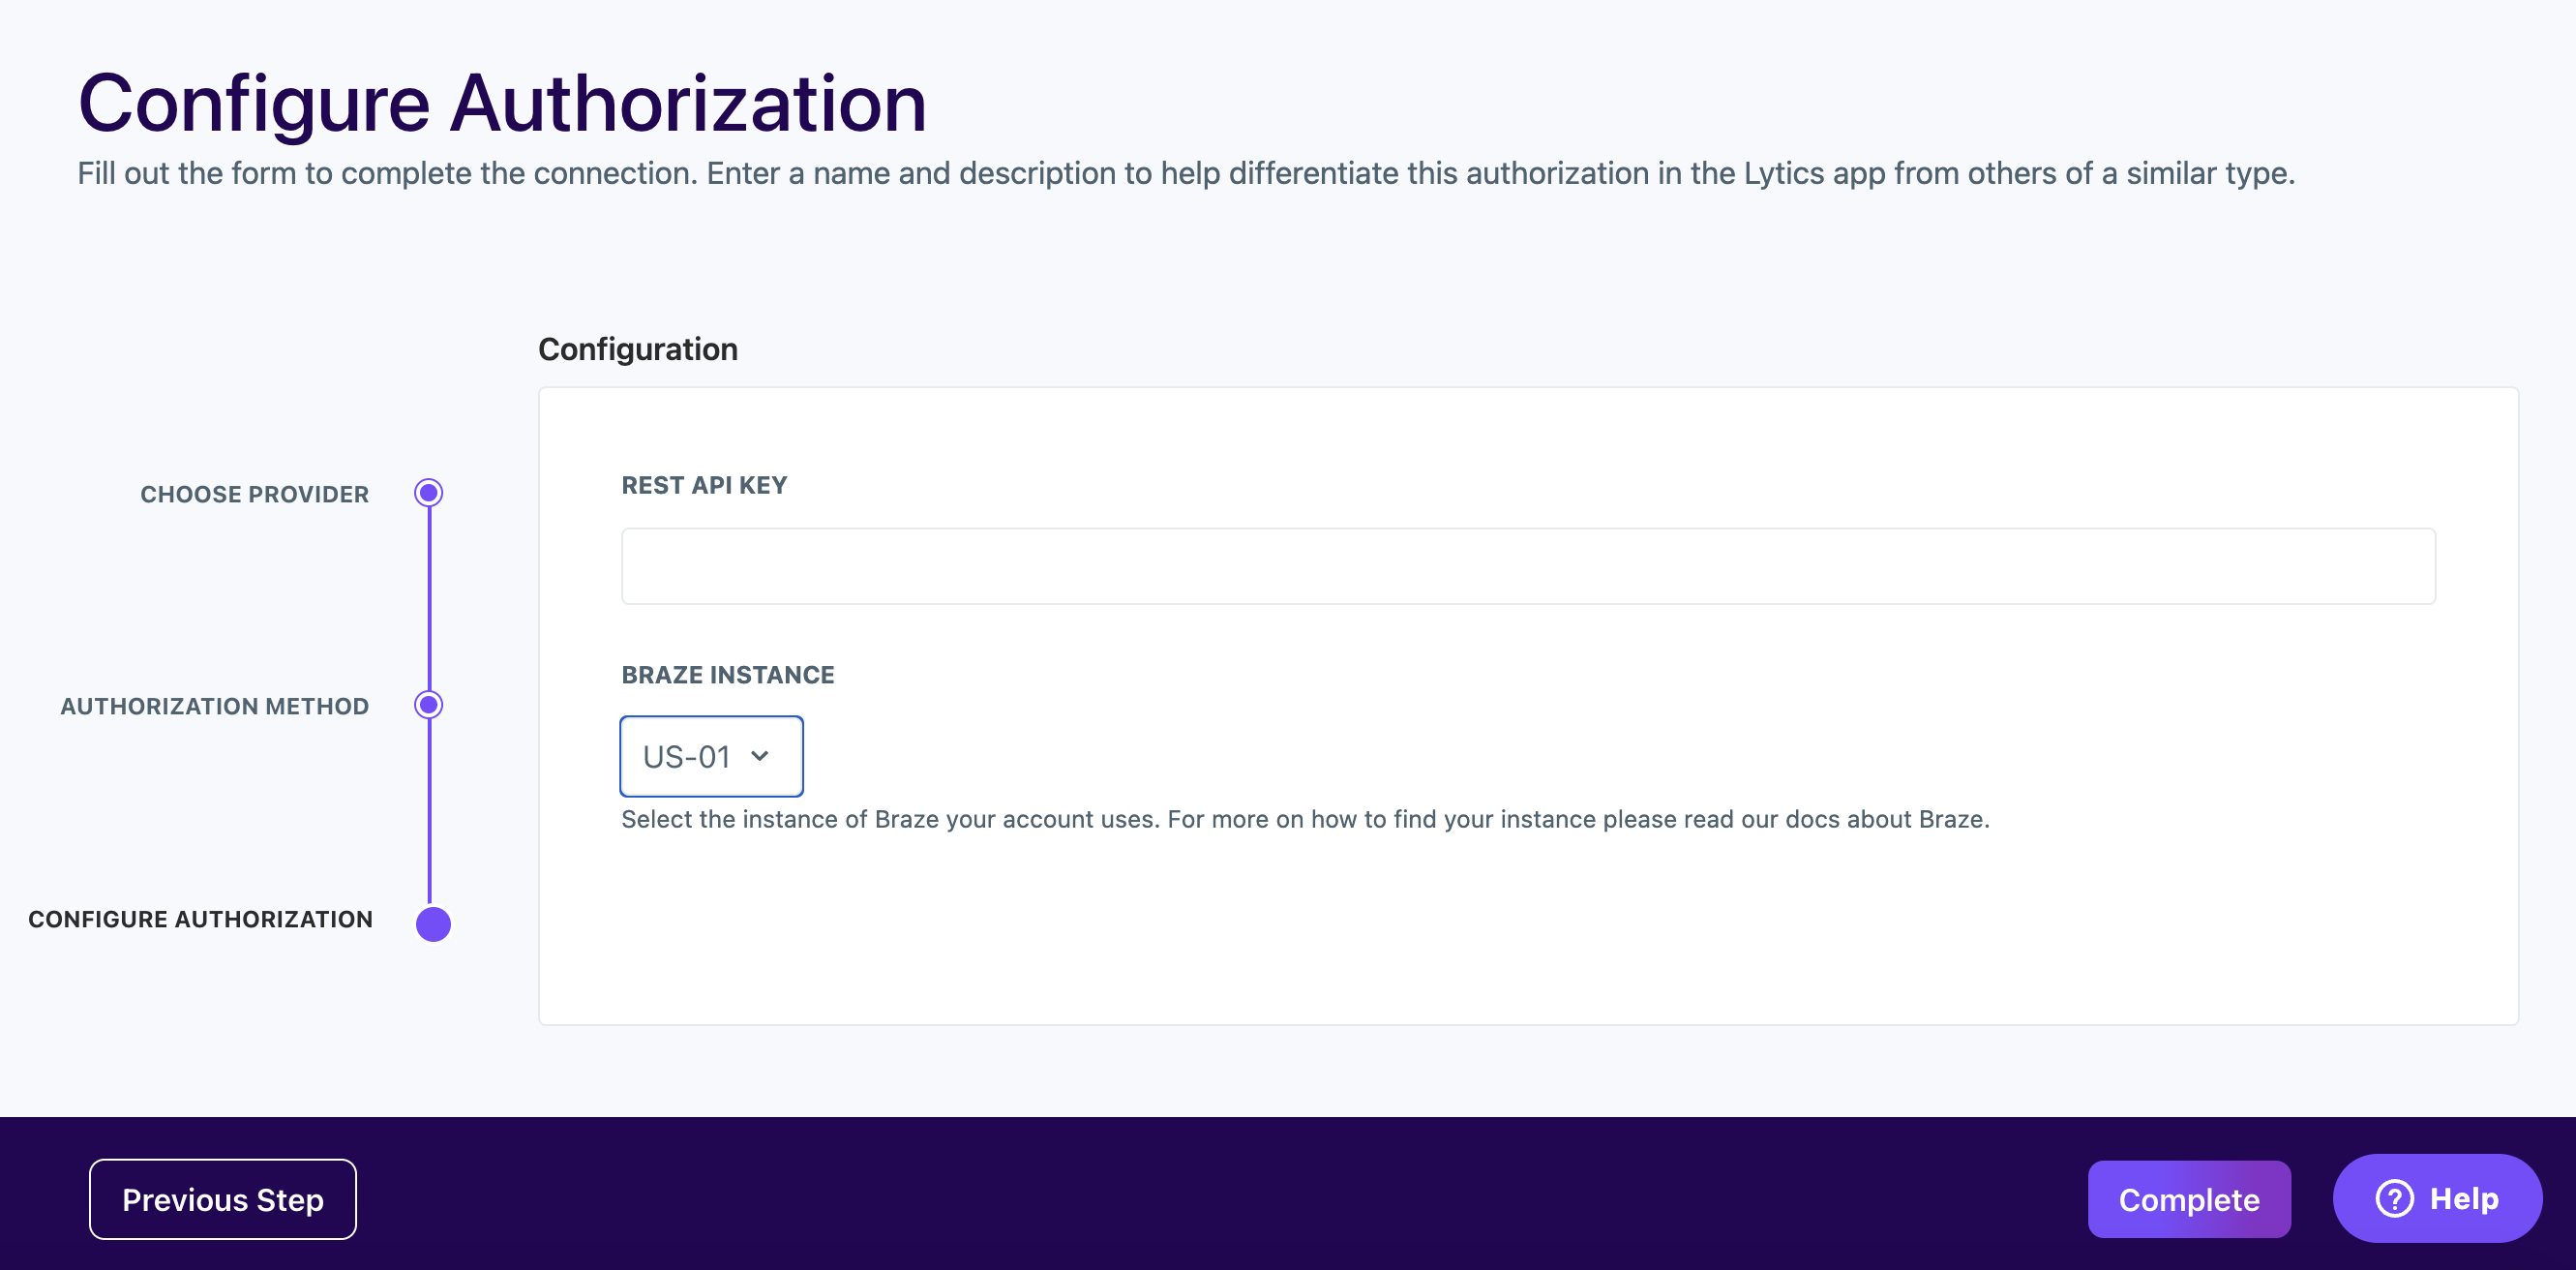 Configure Authorization
Fill out the form to complete the connection. Enter a name and description to help differentiate this authorization in the Lytics app from others of a similar type.
CHOOSE PROVIDER
AUTHORIZATION METHOD
CONFIGURE AUTHORIZATION
Configuration
REST API KEY
BRAZE INSTANCE
US-01
Select the instance of Braze your account uses. For more on how to find your instance please read our docs about Braze.
Previous Step
Complete
? Help